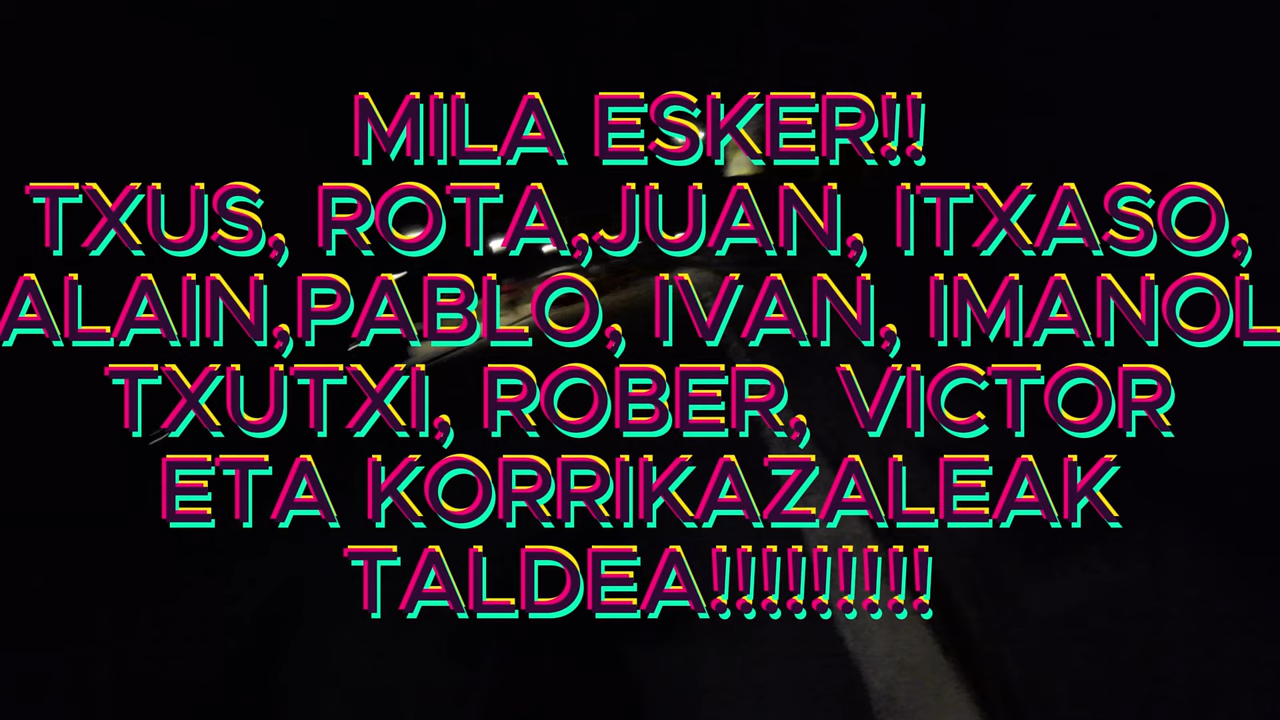 MILA ESKER!!
TXUS, ROTA,JUAN, ITXASO,
ALAIN,PABLO, IVAN, IMANOL
TXUTXI, ROBER, VICTOR
ETA KORRIKAZALEAK
TALDEA!!!!!!!!!